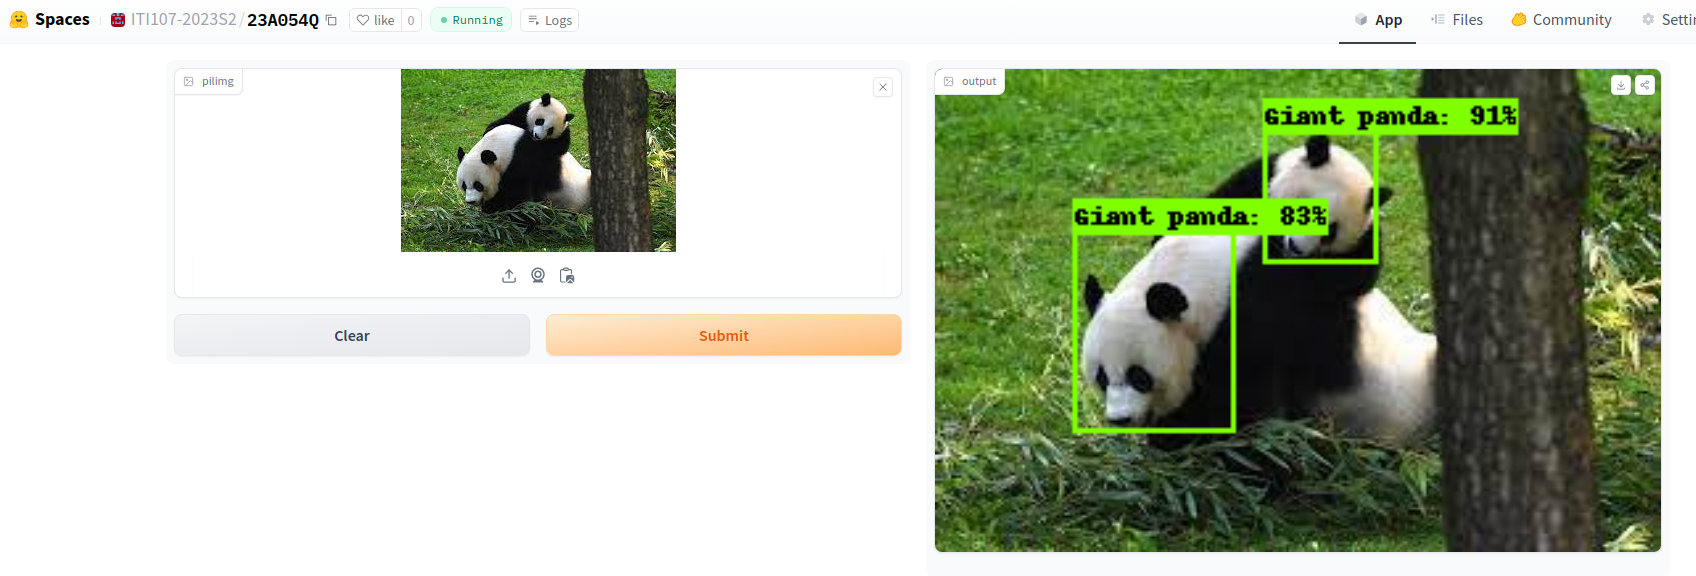 Spaces ITI107-2023S2 / 23A054Q like 0 Running Logs App Files Community Settin
pilimg
Clear Submit
output
Giant panda: 91%
Giant panda: 83%